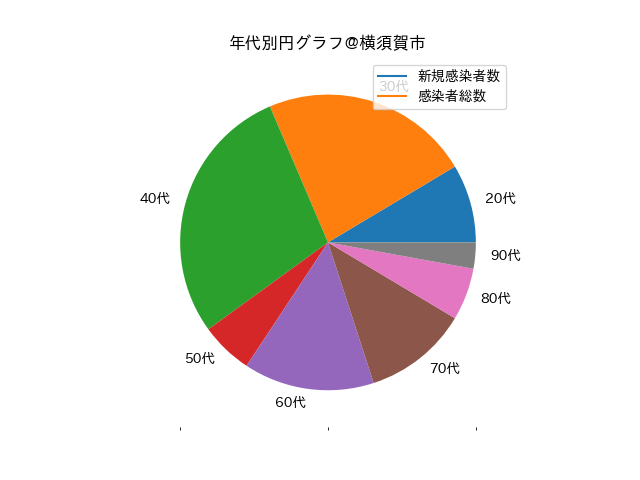 年代別円グラフ@横須賀市
新規感染者数
30代
感染者総数
40代
20代
90代
80代
50代
70代
60代